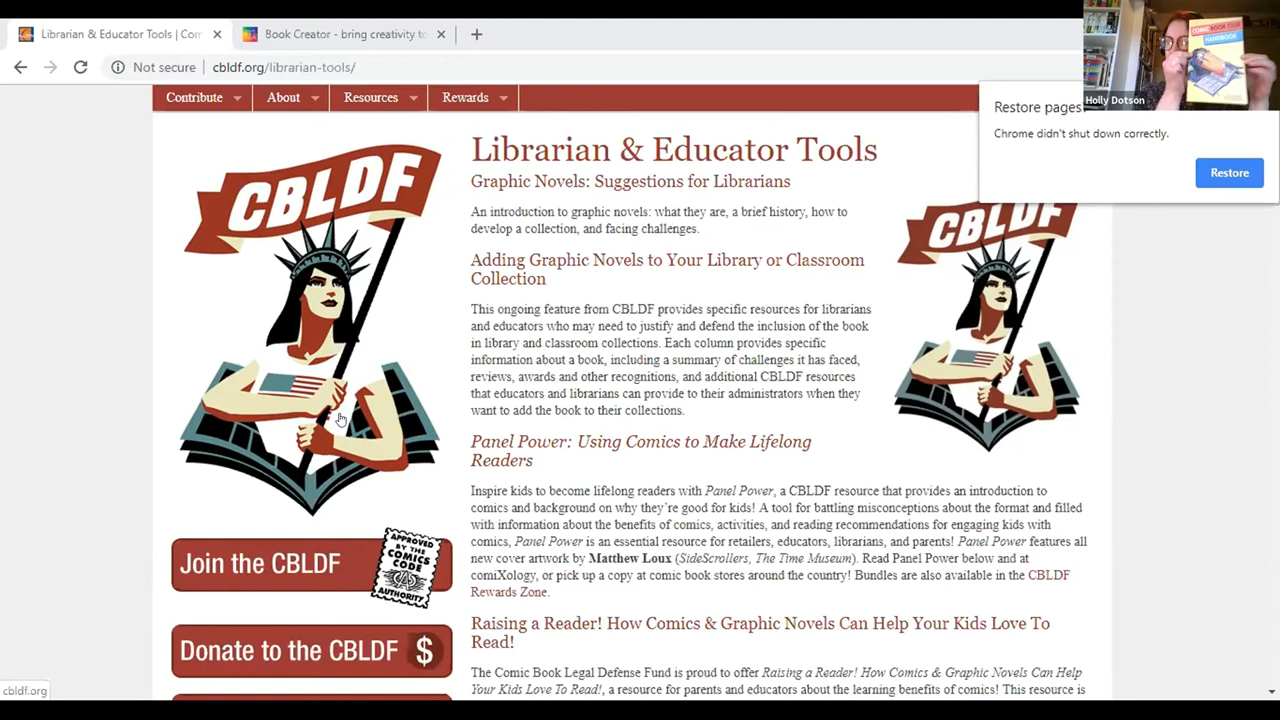 Librarian & Educator Tools | Com
Book Creator - bring creativity to
Not secure
cbldf.org/librarian-tools/
COMIC BOOK CLUB
HANDBOOK
Holly Dotson
Contribute
About
Resources
Rewards
Restore pages?
Chrome didn't shut down correctly.
Restore
CBLDF
CBLDF
Librarian & Educator Tools
Graphic Novels: Suggestions for Librarians
An introduction to graphic novels: what they are, a brief history, how to
develop a collection, and facing challenges.
Adding Graphic Novels to Your Library or Classroom
Collection
This ongoing feature from CBLDF provides specific resources for librarians
and educators who may need to justify and defend the inclusion of the book
in library and classroom collections. Each column provides specific
information about a book, including a summary of challenges it has faced,
reviews, awards and other recognitions, and additional CBLDF resources
that educators and librarians can provide to their administrators when they
want to add the book to their collections.
Panel Power: Using Comics to Make Lifelong
Readers
Inspire kids to become lifelong readers with Panel Power, a CBLDF resource that provides an introduction to
comics and background on why they're good for kids! A tool for battling misconceptions about the format and filled
with information about the benefits of comics, activities, and reading recommendations for engaging kids with
comics, Panel Power is an essential resource for retailers, educators, librarians, and parents! Panel Power features all
new cover artwork by Matthew Loux (SideScrollers, The Time Museum). Read Panel Power below and at
comiXology, or pick up a copy at comic book stores around the country! Bundles are also available in the CBLDF
Rewards Zone.
Raising a Reader! How Comics & Graphic Novels Can Help Your Kids Love To
Read!
The Comic Book Legal Defense Fund is proud to offer Raising a Reader! How Comics & Graphic Novels Can Help
Your Kids Love To Read!, a resource for parents and educators about the learning benefits of comics! This resource is
Join the CBLDF
APPROVED
BY THE
COMICS
CODE
AUTHORITY
Donate to the CBLDF $
cbldf.org